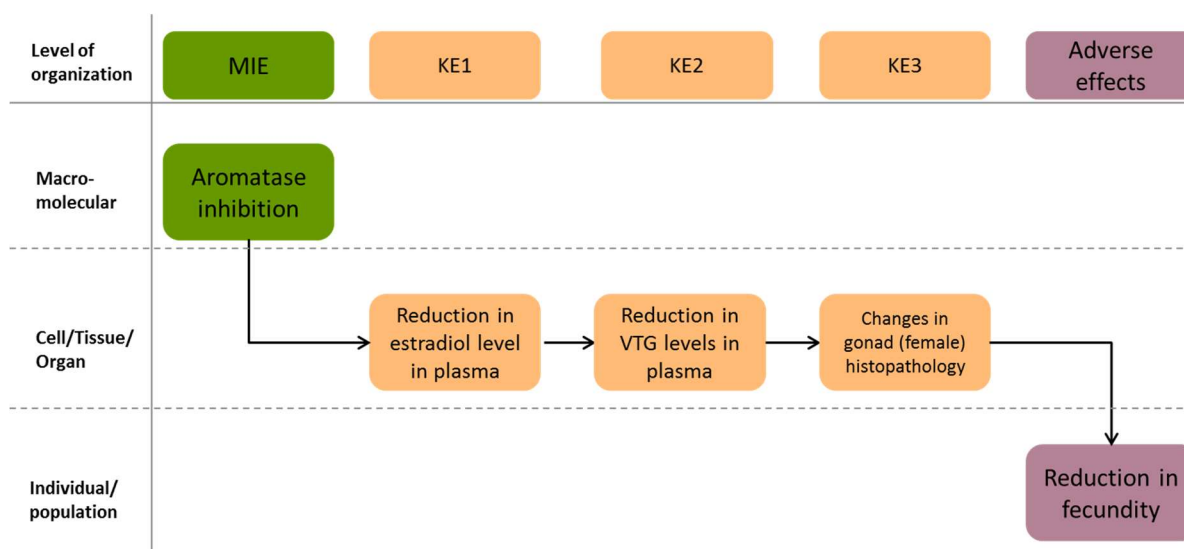 Level of
organization
MIE
KE1
KE2
KE3
Adverse
effects
Macro-
molecular
Aromatase
inhibition
Cell/Tissue/
Organ
Reduction in
estradiol level
in plasma
Reduction in
VTG levels in
plasma
Changes in
gonad (female)
histopathology
Individual/
population
Reduction in
fecundity